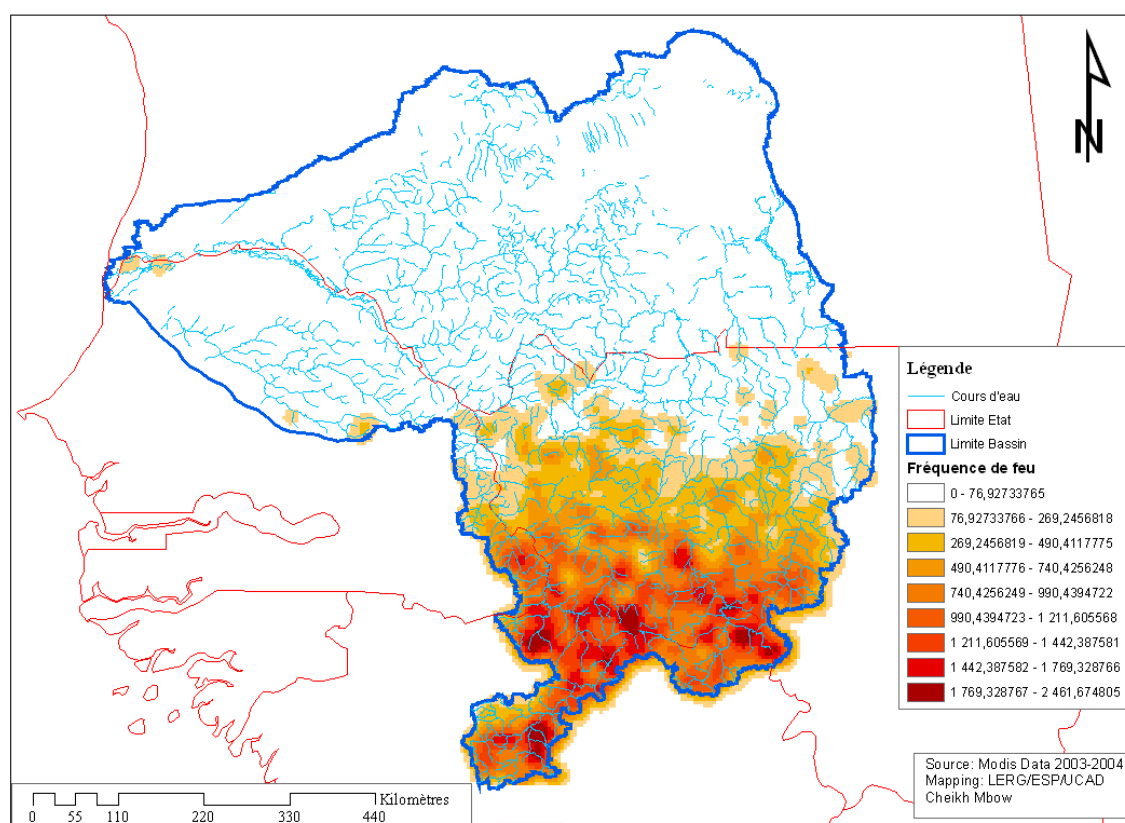 N
Légende
Cours d'eau
Limite Etat
Limite Bassin
Fréquence de feu
0 - 76,92733765
76,92733766 - 269,2456818
269,2456819 - 490,4117775
490,4117776 - 740,4256248
740,4256249 - 990,4394722
990,4394723 - 1 211,605568
1 211,605569 - 1 442,387581
1 442,387582 - 1 769,328766
1 769,328767 - 2 461,674805
Source: Modis Data 2003-2004
Mapping: LERG/ESP/UCAD
Cheikh Mbow
Kilomètres
0 55 110 220 330 440